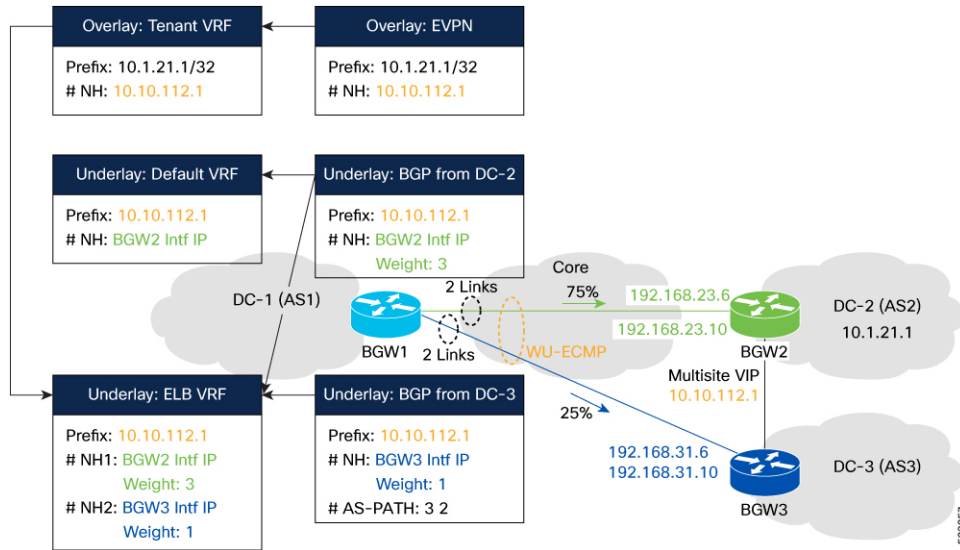 Overlay: Tenant VRF
Prefix: 10.1.21.1/32
# NH: 10.10.112.1
Overlay: EVPN
Prefix: 10.1.21.1/32
# NH: 10.10.112.1
Underlay: Default VRF
Prefix: 10.10.112.1
# NH: BGW2 Intf IP
Underlay: BGP from DC-2
Prefix: 10.10.112.1
# NH: BGW2 Intf IP
Weight: 3
DC-1 (AS1)
BGW1
2 Links
2 Links
Core
75%
WU-ECMP
25%
192.168.23.6
192.168.23.10
BGW2
DC-2 (AS2)
10.1.21.1
Multisite VIP
10.10.112.1
192.168.31.6
192.168.31.10
BGW3
DC-3 (AS3)
Underlay: ELB VRF
Prefix: 10.10.112.1
# NH1: BGW2 Intf IP
Weight: 3
# NH2: BGW3 Intf IP
Weight: 1
Underlay: BGP from DC-3
Prefix: 10.10.112.1
# NH: BGW3 Intf IP
Weight: 1
# AS-PATH: 3 2